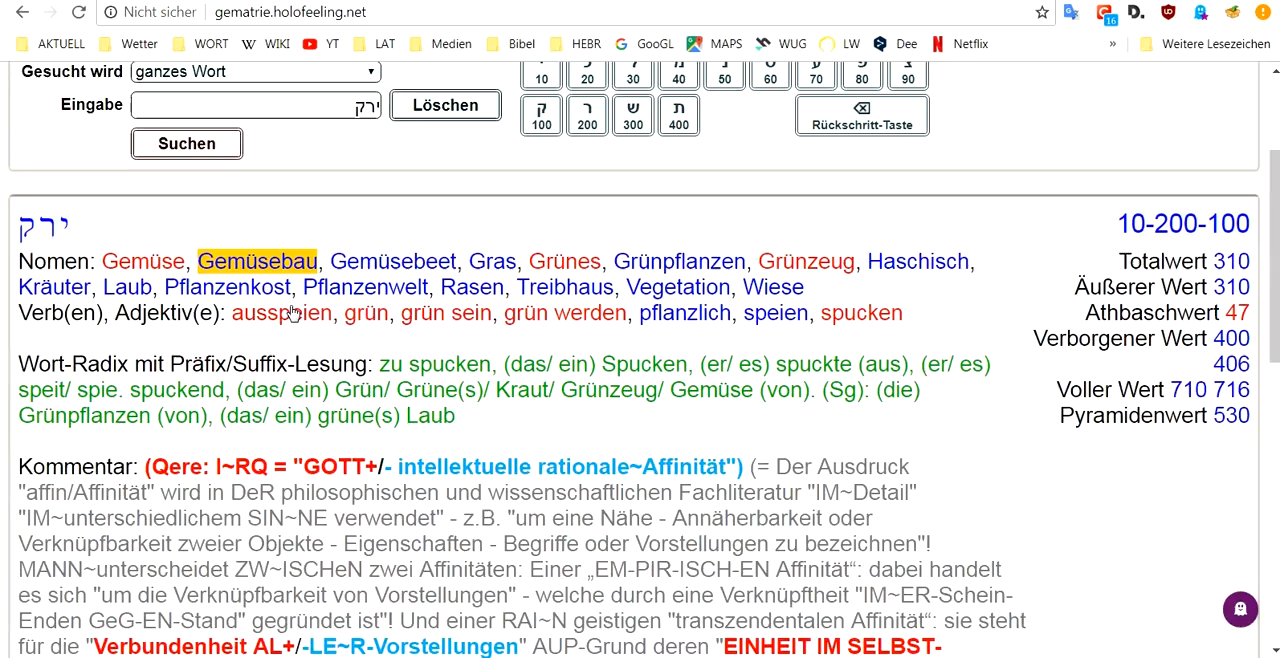 Nicht sicher gematrie.holofeeling.net
16
AKTUELL Wetter WORT WIKI YT LAT Medien Bibel HEBR GooGL MAPS WUG LW Dee Netflix » Weitere Lesezeichen
Gesucht wird ganzes Wort
10 20 30 40 50 60 70 80 90
Eingabe ירק Löschen
ק ר ש ת
100 200 300 400 Rückschritt-Taste
Suchen
ירק 10-200-100
Nomen: Gemüse, Gemüsebau, Gemüsebeet, Gras, Grünes, Grünpflanzen, Grünzeug, Haschisch, Totalwert 310
Kräuter, Laub, Pflanzenkost, Pflanzenwelt, Rasen, Treibhaus, Vegetation, Wiese Äußerer Wert 310
Verb(en), Adjektiv(e): ausspeien, grün, grün sein, grün werden, pflanzlich, speien, spucken Athbaschwert 47
Verborgener Wert 400
Wort-Radix mit Präfix/Suffix-Lesung: zu spucken, (das/ ein) Spucken, (er/ es) spuckte (aus), (er/ es) 406
speit/ spie. spuckend, (das/ ein) Grün/ Grüne(s)/ Kraut/ Grünzeug/ Gemüse (von). (Sg): (die) Voller Wert 710 716
Grünpflanzen (von), (das/ ein) grüne(s) Laub Pyramidenwert 530
Kommentar: (Qere: I~RQ = "GOTT+/- intellektuelle rationale~Affinität") (= Der Ausdruck
"affin/Affinität" wird in DeR philosophischen und wissenschaftlichen Fachliteratur "IM~Detail"
"IM~unterschiedlichem SIN~NE verwendet" - z.B. "um eine Nähe - Annäherbarkeit oder
Verknüpfbarkeit zweier Objekte - Eigenschaften - Begriffe oder Vorstellungen zu bezeichnen"!
MANN~unterscheidet ZW~ISCHeN zwei Affinitäten: Einer „EM-PIR-ISCH-EN Affinität“: dabei handelt
es sich "um die Verknüpfbarkeit von Vorstellungen" - welche durch eine Verknüpftheit "IM~ER-Schein-
Enden GeG-EN-Stand" gegründet ist"! Und einer RAI~N geistigen "transzendentalen Affinität“: sie steht
für die "Verbundenheit AL+/-LE~R-Vorstellungen" AUP-Grund deren "EINHEIT IM SELBST-